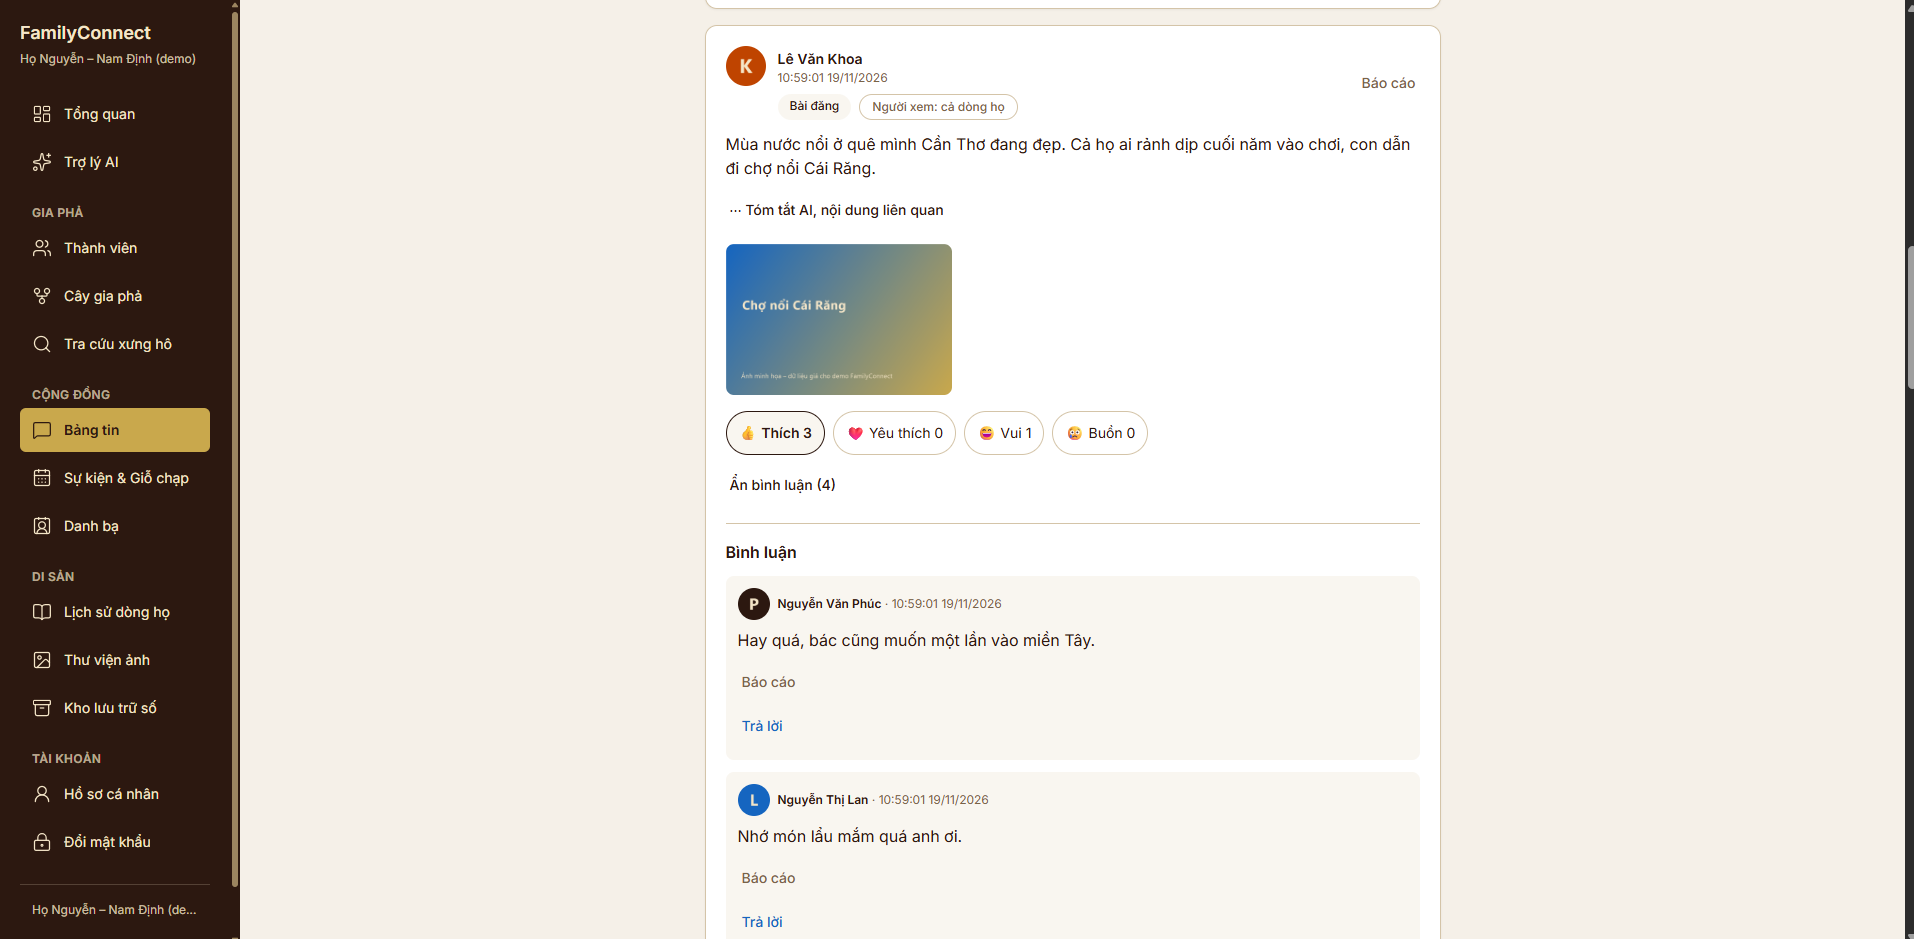 FamilyConnect
Họ Nguyễn – Nam Định (demo)
Tổng quan
Trợ lý AI
GIA PHẢ
Thành viên
Cây gia phả
Tra cứu xưng hô
CỘNG ĐỒNG
Bảng tin
Sự kiện & Giỗ chạp
Danh bạ
DI SẢN
Lịch sử dòng họ
Thư viện ảnh
Kho lưu trữ số
TÀI KHOẢN
Hồ sơ cá nhân
Đổi mật khẩu
Họ Nguyễn – Nam Định (de...
K
Lê Văn Khoa
10:59:01 19/11/2026
Báo cáo
Bài đăng
Người xem: cả dòng họ
Mùa nước nổi ở quê mình Cần Thơ đang đẹp. Cả họ ai rảnh dịp cuối năm vào chơi, con dẫn
đi chợ nổi Cái Răng.
··· Tóm tắt AI, nội dung liên quan
Chợ nổi Cái Răng
Ảnh minh họa – dữ liệu giả cho demo FamilyConnect
👍 Thích 3
❤️ Yêu thích 0
😄 Vui 1
😢 Buồn 0
Ẩn bình luận (4)
Bình luận
P
Nguyễn Văn Phúc · 10:59:01 19/11/2026
Hay quá, bác cũng muốn một lần vào miền Tây.
Báo cáo
Trả lời
L
Nguyễn Thị Lan · 10:59:01 19/11/2026
Nhớ món lẩu mắm quá anh ơi.
Báo cáo
Trả lời